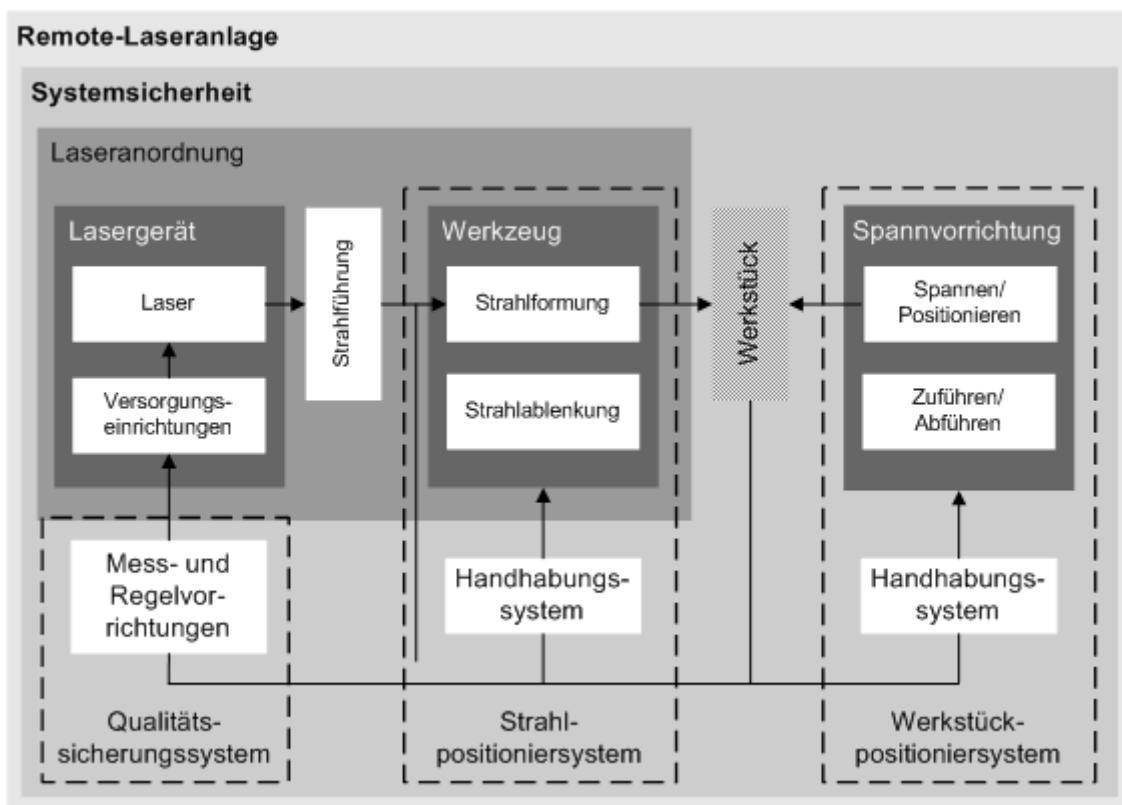 Remote-Laseranlage
Systemsicherheit
Laseranordnung
Lasergerät
Laser
Versorgungs-
einrichtungen
Strahlführung
Werkzeug
Strahlformung
Strahlablenkung
Werkstück
Spannvorrichtung
Spannen/
Positionieren
Zuführen/
Abführen
Mess- und
Regelvor-
richtungen
Handhabungs-
system
Handhabungs-
system
Qualitäts-
sicherungssystem
Strahl-
positioniersystem
Werkstück-
positioniersystem